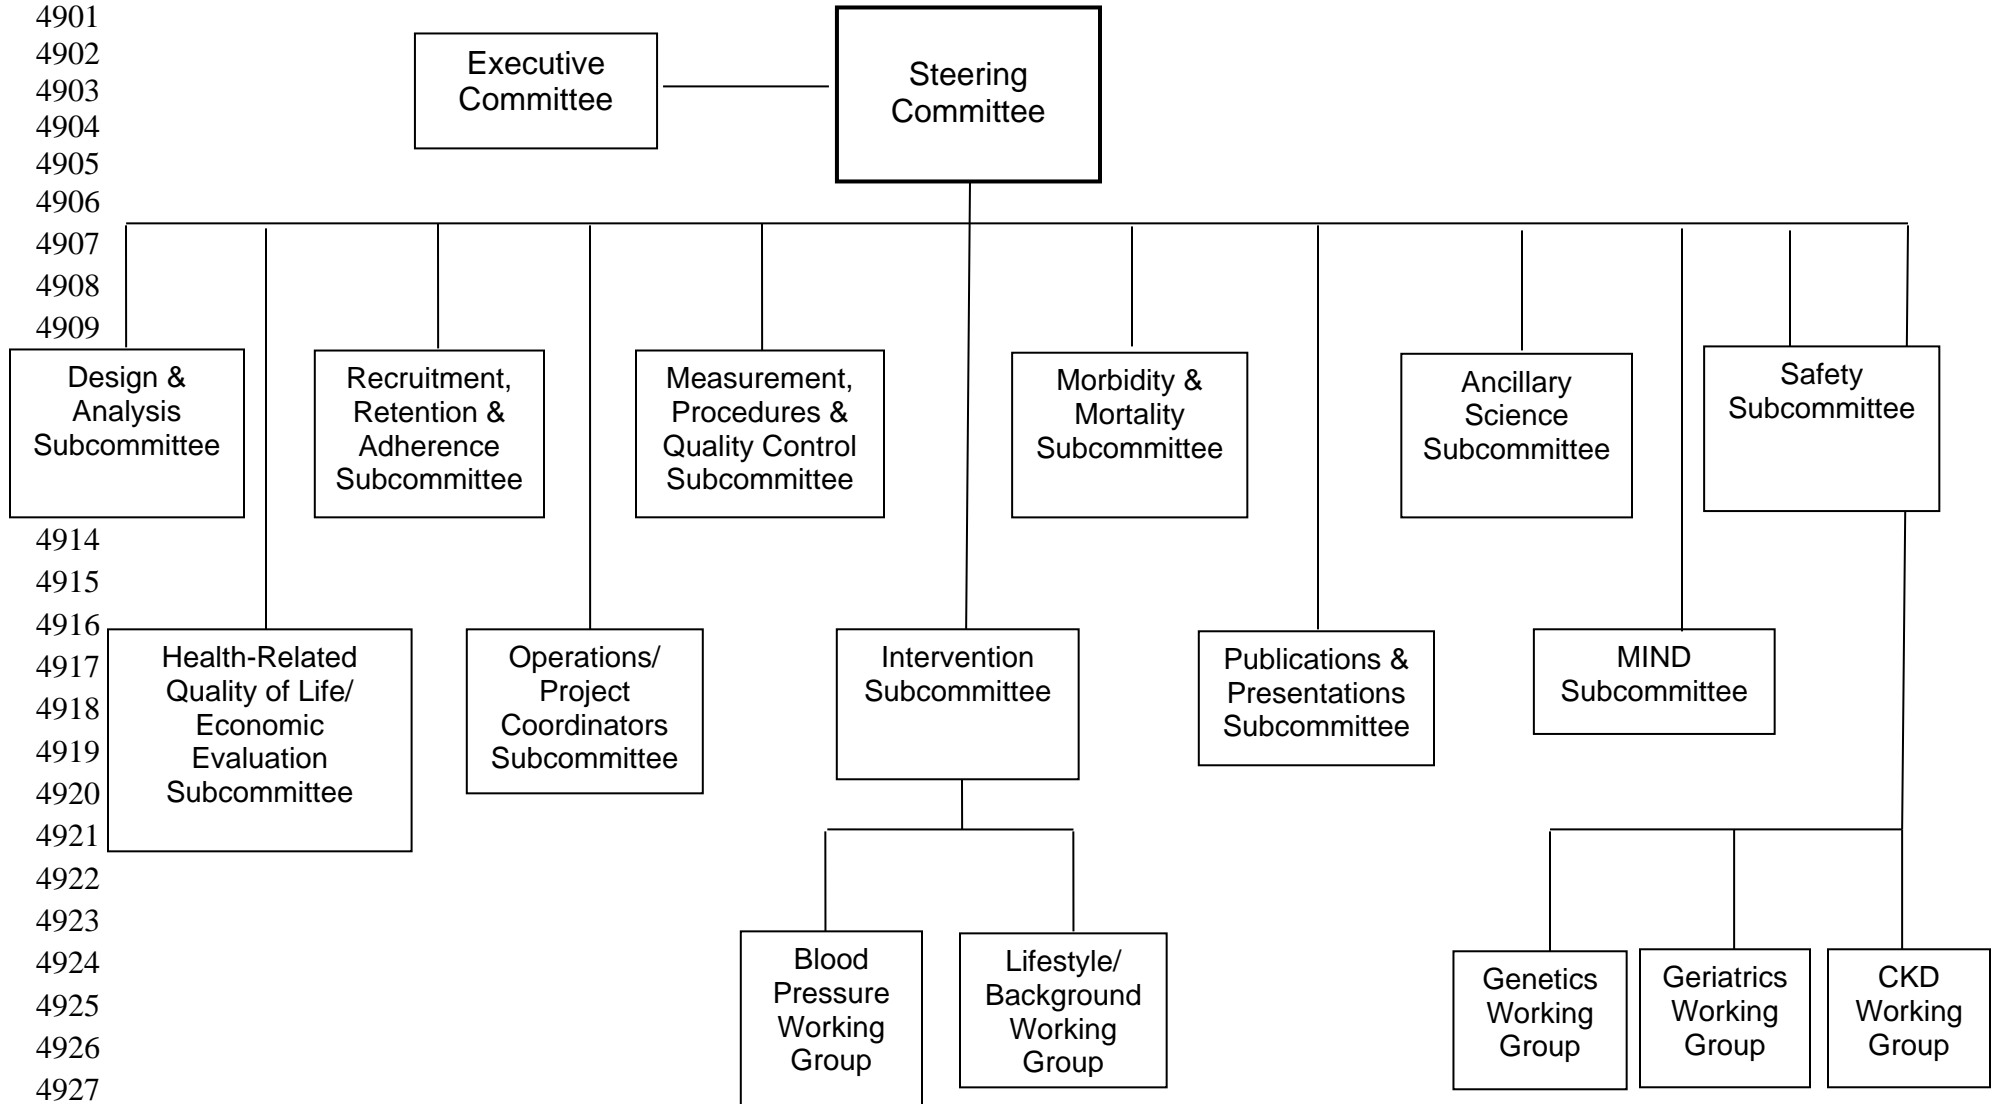 4901
4902
4903
4904
4905
4906
4907
4908
4909
4914
4915
4916
4917
4918
4919
4920
4921
4922
4923
4924
4925
4926
4927
Executive
Committee
Steering
Committee
Design &
Analysis
Subcommittee
Recruitment,
Retention &
Adherence
Subcommittee
Measurement,
Procedures &
Quality Control
Subcommittee
Morbidity &
Mortality
Subcommittee
Ancillary
Science
Subcommittee
Safety
Subcommittee
Health-Related
Quality of Life/
Economic
Evaluation
Subcommittee
Operations/
Project
Coordinators
Subcommittee
Intervention
Subcommittee
Publications &
Presentations
Subcommittee
MIND
Subcommittee
Blood
Pressure
Working
Group
Lifestyle/
Background
Working
Group
Genetics
Working
Group
Geriatrics
Working
Group
CKD
Working
Group